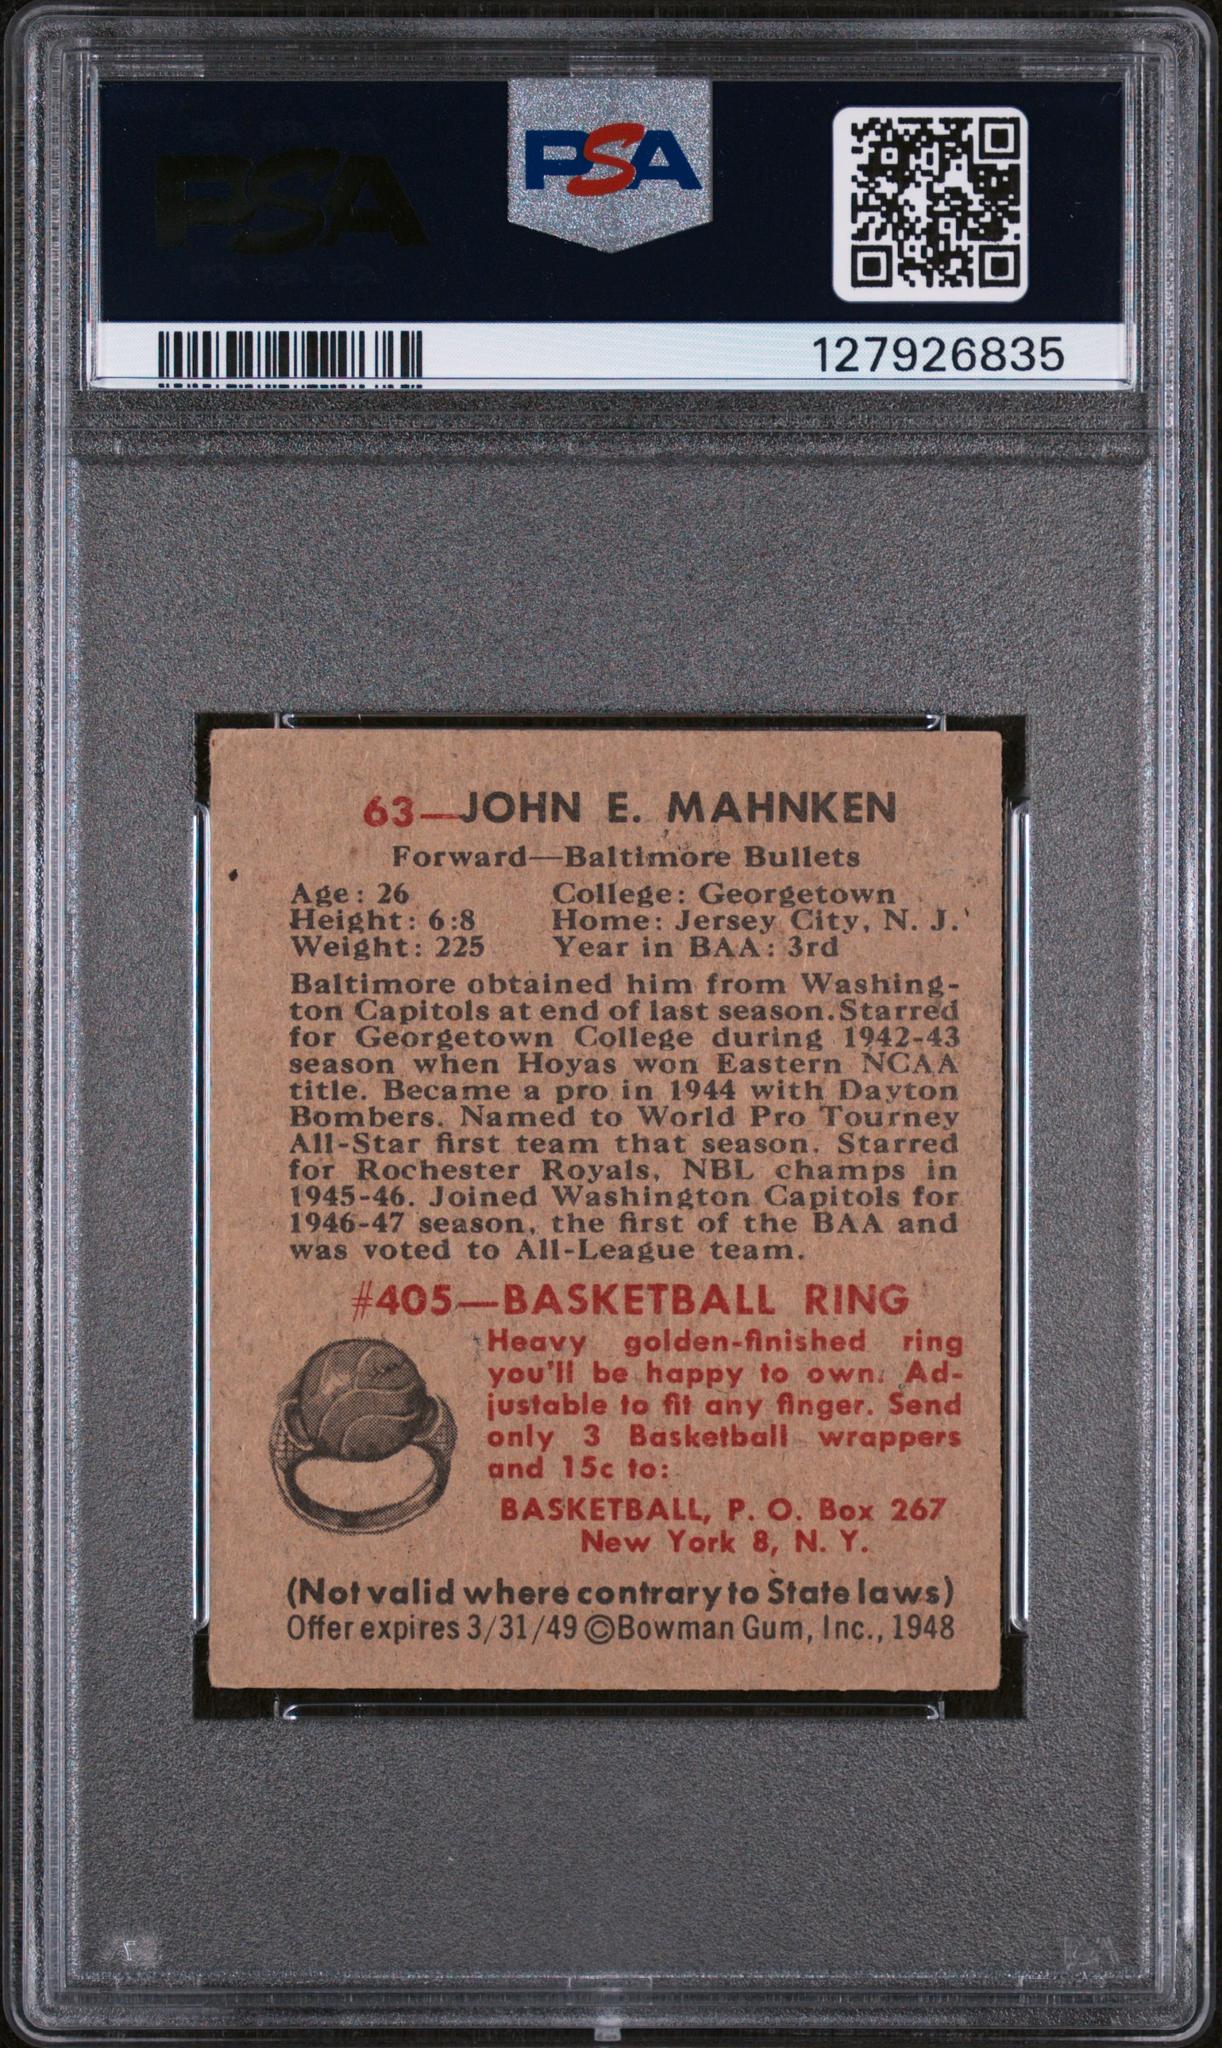 PSA
PSA
127926835
63—JOHN E. MAHNKEN
Forward—Baltimore Bullets
Age: 26 College: Georgetown
Height: 6:8 Home: Jersey City, N. J.
Weight: 225 Year in BAA: 3rd
Baltimore obtained him from Washing-
ton Capitols at end of last season. Starred
for Georgetown College during 1942-43
season when Hoyas won Eastern NCAA
title. Became a pro in 1944 with Dayton
Bombers. Named to World Pro Tourney
All-Star first team that season. Starred
for Rochester Royals, NBL champs in
1945-46. Joined Washington Capitols for
1946-47 season, the first of the BAA and
was voted to All-League team.
#405—BASKETBALL RING
Heavy golden-finished ring
you'll be happy to own. Ad-
justable to fit any finger. Send
only 3 Basketball wrappers
and 15c to:
BASKETBALL, P. O. Box 267
New York 8, N. Y.
(Not valid where contrary to State laws)
Offer expires 3/31/49 ©Bowman Gum, Inc., 1948
PSA